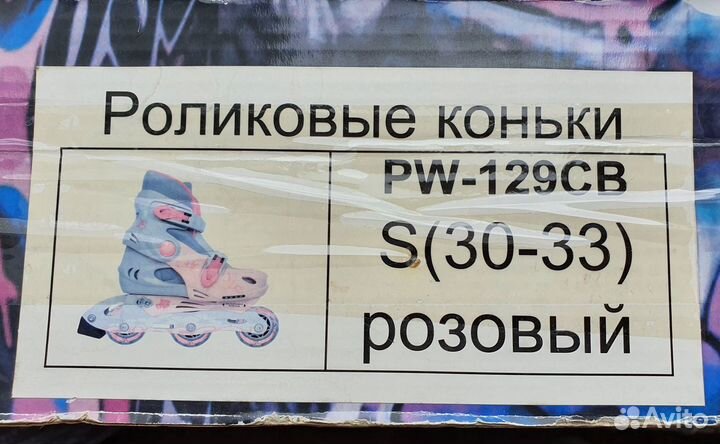 Роликовые коньки
PW-129CB
S(30-33)
розовый
Avito